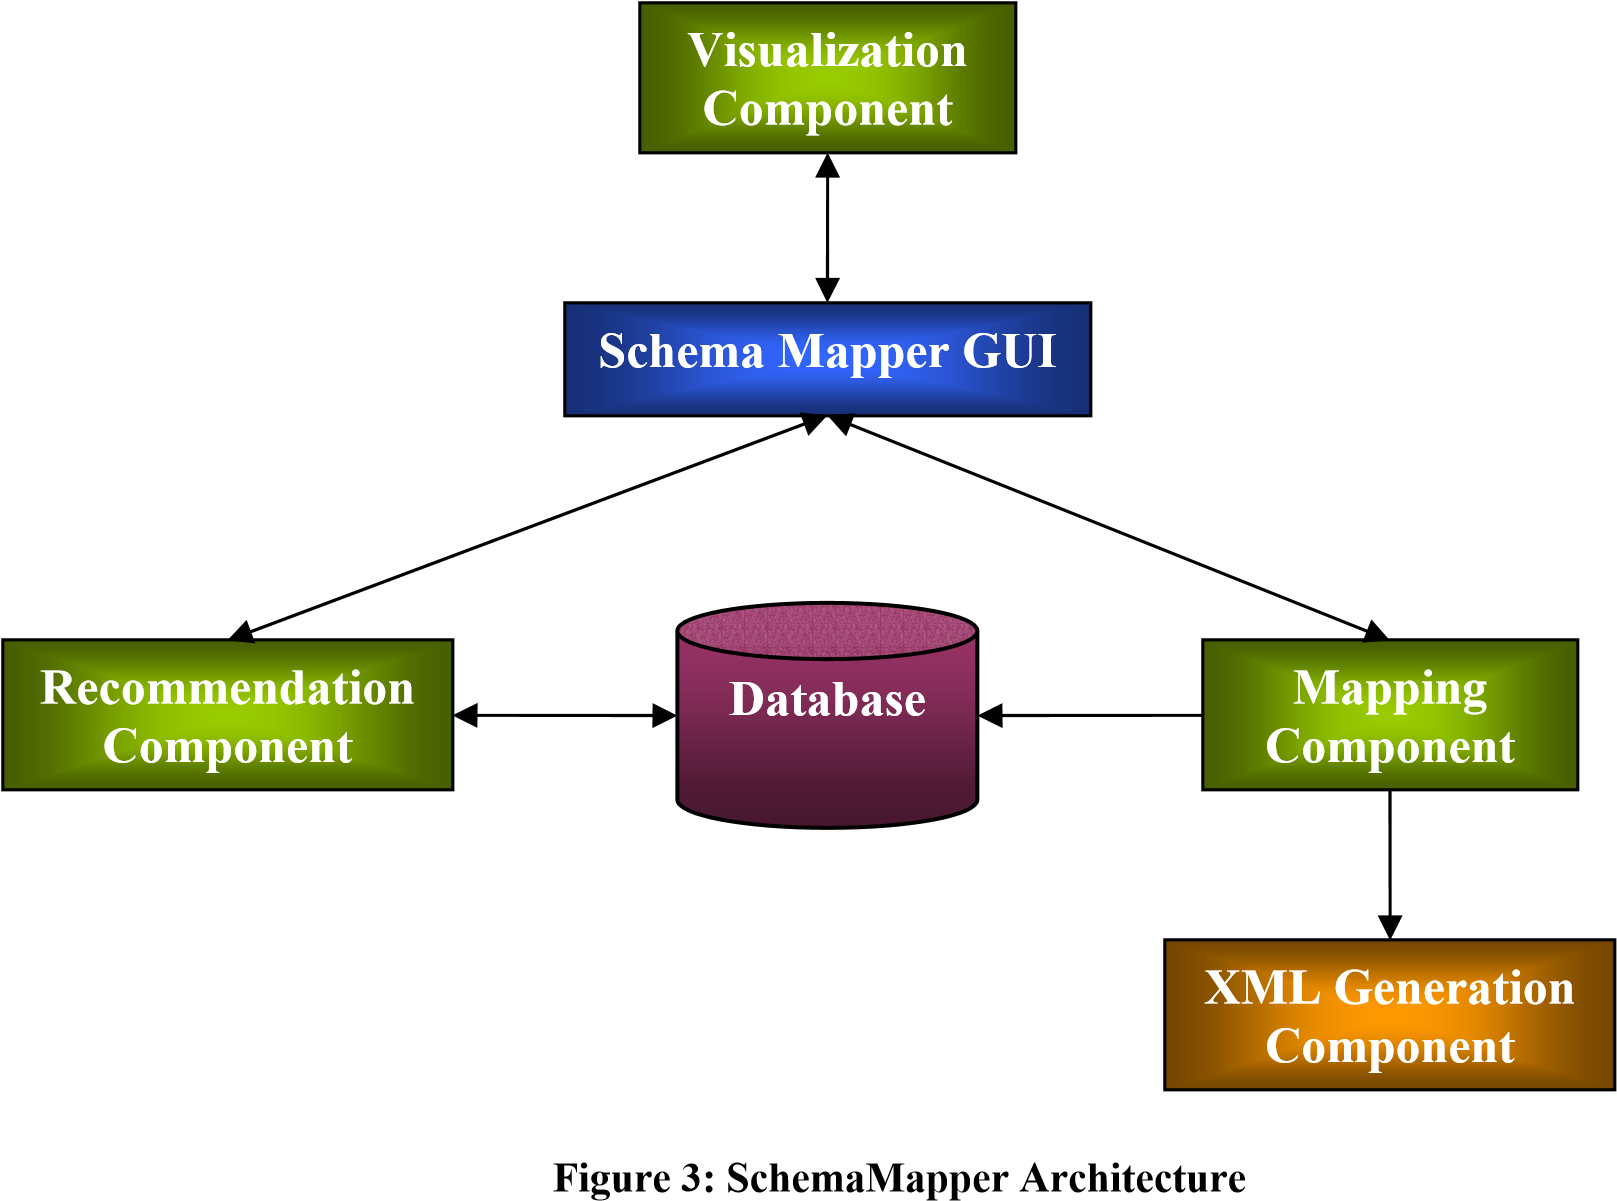 Visualization
Component
Schema Mapper GUI
Recommendation
Component
Database
Mapping
Component
XML Generation
Component
Figure 3: SchemaMapper Architecture